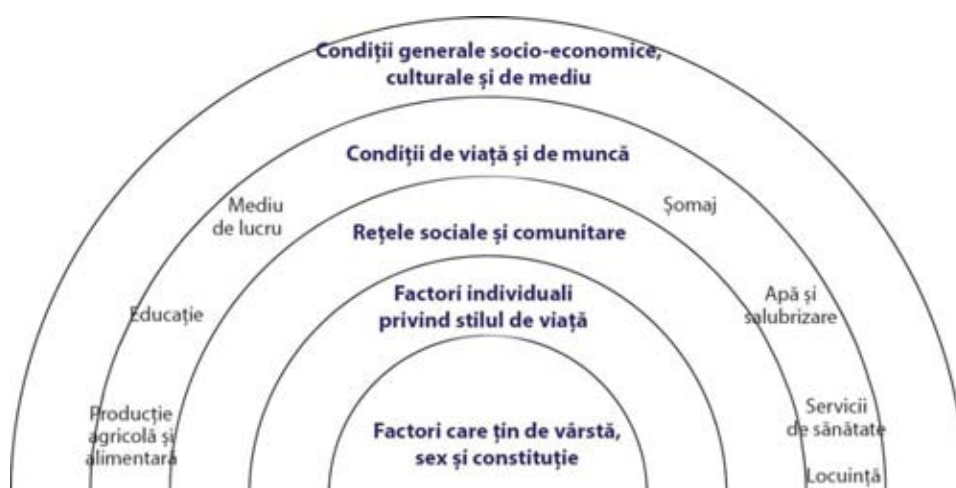 Condiții generale socio-economice,
culturale și de mediu
Condiții de viață și de muncă
Mediu
de lucru
Șomaj
Rețele sociale și comunitare
Factori individuali
privind stilul de viață
Educație
Apă și
salubrizare
Producție
agricolă și
alimentară
Servicii
de sănătate
Factori care țin de vârstă,
sex și constituție
Locuință